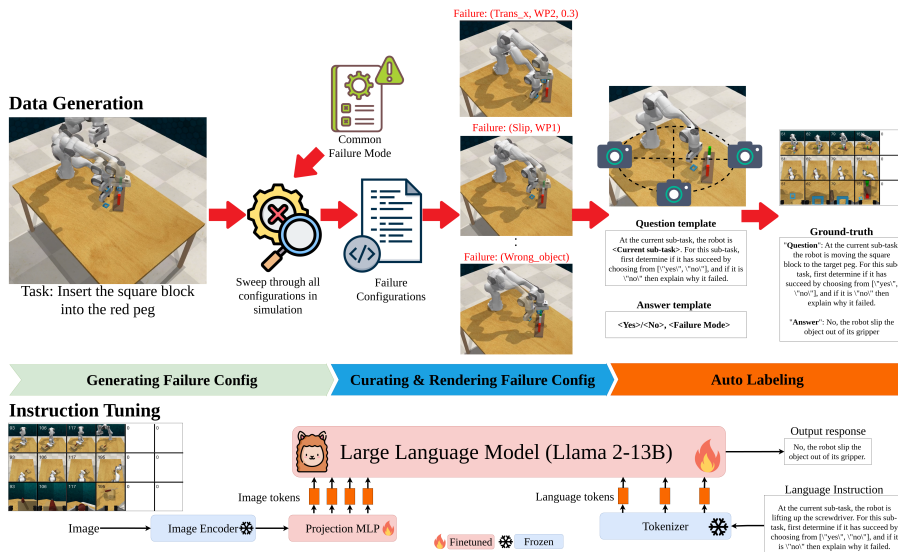 Data Generation
Task: Insert the square block
into the red peg
Common
Failure Mode
Sweep through all
configurations in
simulation
Failure
Configurations
Failure: (Trans_x, WP2, 0.3)
Failure: (Slip, WP1)
:
Failure: (Wrong_object)
Question template
At the current sub-task, the robot is
<Current sub-task>. For this sub-task,
first determine if it has succeed by
choosing from [\"yes\", \"no\"], and if it is
\"no\" then explain why it failed.
Answer template
<Yes>/<No>, <Failure Mode>
Ground-truth
"Question": At the current sub-task
the robot is moving the square
block to the target peg. For this sub-
task, first determine if it has
succeed by choosing from [\"yes\",
\"no\"], and if it is \"no\" then
explain why it failed.
"Answer": No, the robot slip the
object out of its gripper
Generating Failure Config
Curating & Rendering Failure Config
Auto Labeling
Instruction Tuning
Large Language Model (Llama 2-13B)
Output response
No, the robot slip the
object out of its gripper.
Image tokens
Language tokens
Language Instruction
At the current task, the robot is
lifting up the screwdriver. For this sub-
task, first determine if it has succeed by
choosing from [\"yes\", \"no\"], and if it
is \"no\" then explain why it failed.
Image
Image Encoder
Projection MLP
Tokenizer
Finetuned
Frozen